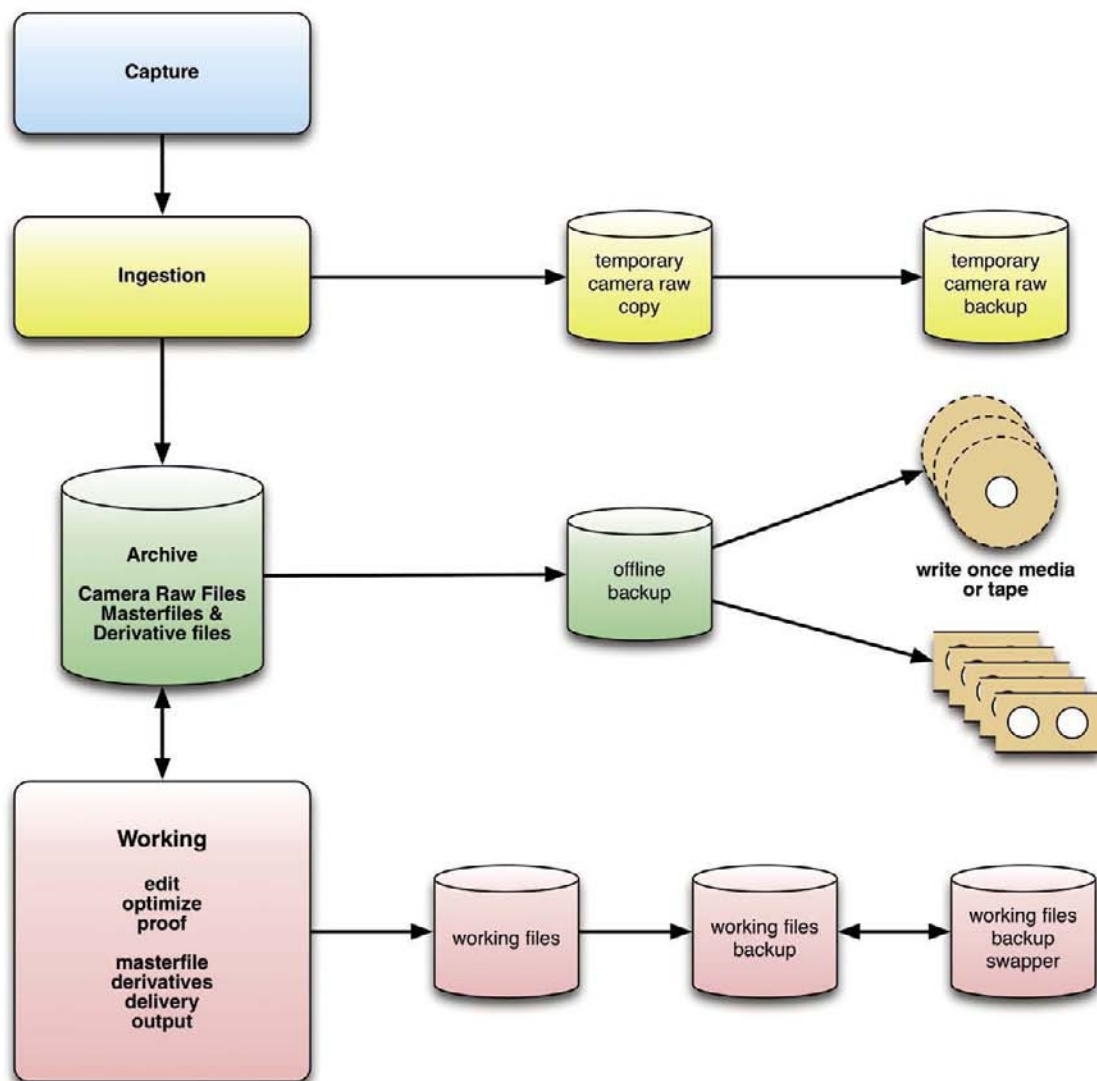 Capture
Ingestion
temporary
camera raw
copy
temporary
camera raw
backup
Archive
Camera Raw Files
Masterfiles &
Derivative files
offline
backup
write once media
or tape
Working
edit
optimize
proof
masterfile
derivatives
delivery
output
working files
working files
backup
working files
backup
swapper